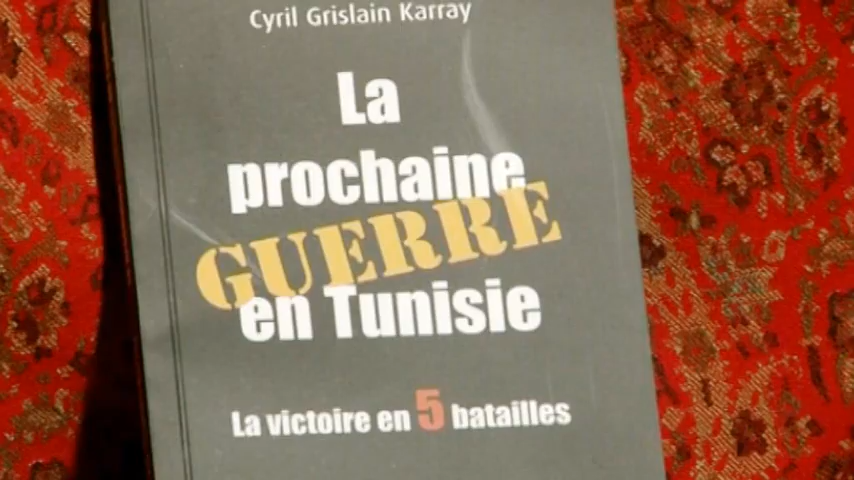 Cyril Grislain Karray
La
prochaine
GUERRE
en Tunisie
La victoire en 5 batailles